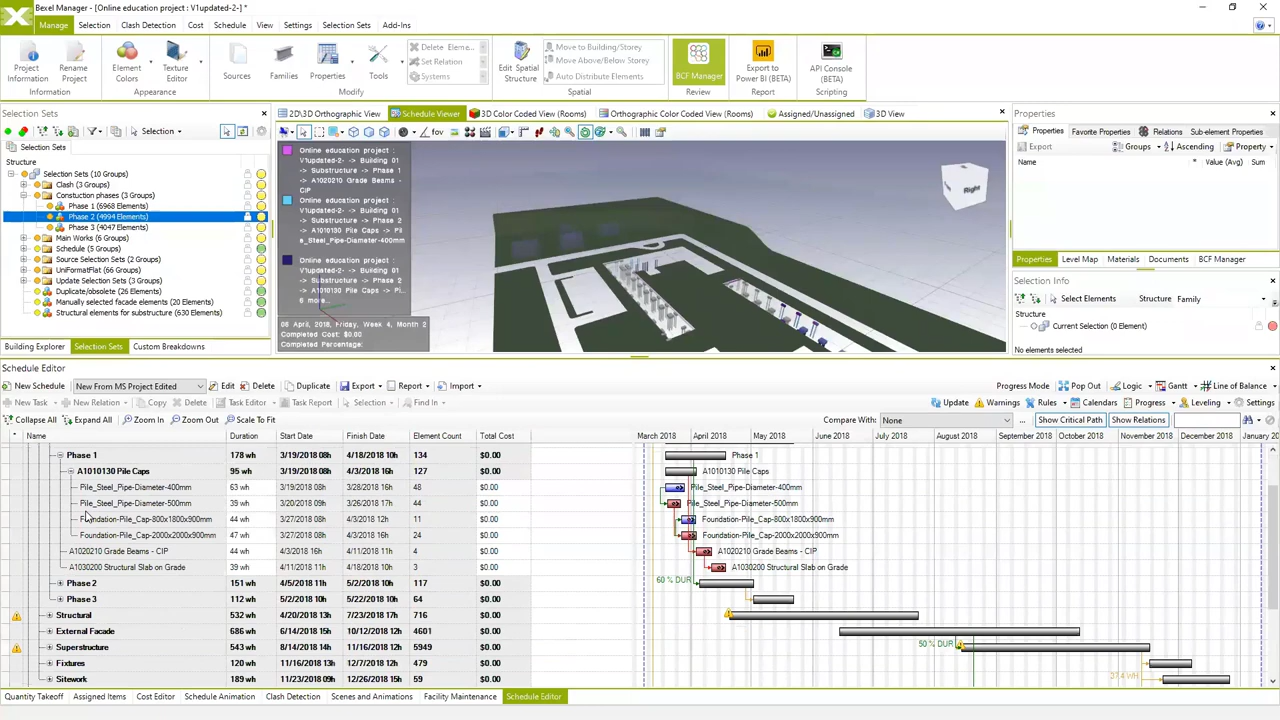 Bexel Manager - [Online education project : V1updated-2-] *
Manage Selection Clash Detection Cost Schedule View Settings Selection Sets Add-Ins
Project Information
Rename Project
Element Colors
Texture Editor
Sources
Families
Properties
Tools
Delete Eleme...
Set Relation
Systems
Edit Spatial Structure
Move to Building/Storey
Move Above/Below Storey
Auto Distribute Elements
BCF Manager
Export to Power BI (BETA)
API Console (BETA)
Information Appearance Modify Spatial Review Report Scripting
Selection Sets
Selection
Selection Sets
Structure
Selection Sets (10 Groups)
Clash (3 Groups)
Constuction phases (3 Groups)
Phase 1 (6968 Elements)
Phase 2 (4994 Elements)
Phase 3 (4047 Elements)
Main Works (6 Groups)
Schedule (5 Groups)
Source Selection Sets (2 Groups)
UniFormatFlat (66 Groups)
Update Selection Sets (3 Groups)
Duplicate/obsolete (26 Elements)
Manually selected facade elements (20 Elements)
Structural elements for substructure (630 Elements)
Building Explorer Selection Sets Custom Breakdowns
2D\3D Orthographic View Schedule Viewer 3D Color Coded View (Rooms) Orthographic Color Coded View (Rooms) Assigned/Unassigned 3D View
fov
Online education project :
V1updated-2- -> Building 01
-> Substructure -> Phase 1
-> A1020210 Grade Beams -
CIP
Online education project :
V1updated-2- -> Building 01
-> Substructure -> Phase 2
-> A1010130 Pile Caps -> Pil
e_Steel_Pipe-Diameter-400mm
Online education project :
V1updated-2- -> Building 01
-> Substructure -> Phase 2
-> A1010130 Pile Caps -> Pi...
6 more...
06 April, 2018, Friday, Week 4, Month 2
Completed Cost: $0.00
Completed Percentage:
Right
Properties
Properties Favorite Properties Relations Sub-element Properties
Export Groups Ascending Property
Name * Value (Avg) Sum
Properties Level Map Materials Documents BCF Manager
Selection Info
Select Elements Structure Family
Current Selection (0 Element)
No elements selected
Schedule Editor
New Schedule New From MS Project Edited Edit Delete Duplicate Export Report Import Progress Mode Pop Out Logic Gantt Line of Balance
New Task New Relation Copy Delete Task Editor Task Report Selection Find In Update Warnings Rules Calendars Progress Leveling Settings
Collapse All Expand All Zoom In Zoom Out Scale To Fit Compare With: None ... Show Critical Path Show Relations
* Name Duration Start Date Finish Date Element Count Total Cost March 2018 April 2018 May 2018 June 2018 July 2018 August 2018 September 2018 October 2018 November 2018 December 2018 January 20
Phase 1 178 wh 3/19/2018 08h 4/18/2018 10h 134 $0.00 Phase 1
A1010130 Pile Caps 95 wh 3/19/2018 08h 4/3/2018 16h 127 $0.00 A1010130 Pile Caps
Pile_Steel_Pipe-Diameter-400mm 63 wh 3/19/2018 08h 3/28/2018 16h 48 $0.00 Pile_Steel_Pipe-Diameter-400mm
Pile_Steel_Pipe-Diameter-500mm 39 wh 3/20/2018 08h 3/26/2018 17h 44 $0.00 Pile_Steel_Pipe-Diameter-500mm
Foundation-Pile_Cap-800x1800x900mm 44 wh 3/27/2018 08h 4/3/2018 12h 11 $0.00 Foundation-Pile_Cap-800x1800x900mm
Foundation-Pile_Cap-2000x2000x900mm 47 wh 3/27/2018 08h 4/3/2018 16h 24 $0.00 Foundation-Pile_Cap-2000x2000x900mm
A1020210 Grade Beams - CIP 44 wh 4/3/2018 16h 4/11/2018 11h 4 $0.00 A1020210 Grade Beams - CIP
A1030200 Structural Slab on Grade 39 wh 4/11/2018 11h 4/18/2018 10h 3 $0.00 A1030200 Structural Slab on Grade
Phase 2 151 wh 4/5/2018 11h 5/2/2018 10h 117 $0.00 60 % DUR Phase 2
Phase 3 112 wh 5/2/2018 10h 5/22/2018 10h 64 $0.00 Phase 3
Structural 532 wh 4/20/2018 13h 7/24/2018 17h 716 $0.00 Structural
External Facade 686 wh 6/14/2018 15h 10/12/2018 12h 4601 $0.00 External Facade
Superstructure 543 wh 8/14/2018 14h 11/16/2018 12h 5949 $0.00 50 % DUR Superstructure
Fixtures 120 wh 11/16/2018 13h 12/7/2018 12h 479 $0.00 Fixtures
Sitework 189 wh 11/23/2018 09h 12/26/2018 15h 59 $0.00 37.4 WH Sitework
Quantity Takeoff Assigned Items Cost Editor Schedule Animation Clash Detection Scenes and Animations Facility Maintenance Schedule Editor